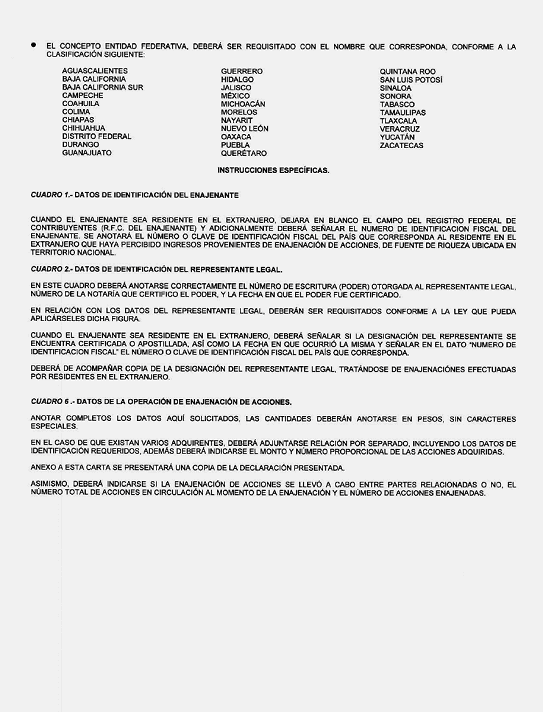 ● EL CONCEPTO ENTIDAD FEDERATIVA, DEBERÁ SER REQUISITADO CON EL NOMBRE QUE CORRESPONDA, CONFORME A LA
CLASIFICACIÓN SIGUIENTE:
AGUASCALIENTES
BAJA CALIFORNIA
BAJA CALIFORNIA SUR
CAMPECHE
COAHUILA
COLIMA
CHIAPAS
CHIHUAHUA
DISTRITO FEDERAL
DURANGO
GUANAJUATO
GUERRERO
HIDALGO
JALISCO
MÉXICO
MICHOACÁN
MORELOS
NAYARIT
NUEVO LEÓN
OAXACA
PUEBLA
QUERÉTARO
QUINTANA ROO
SAN LUIS POTOSÍ
SINALOA
SONORA
TABASCO
TAMAULIPAS
TLAXCALA
VERACRUZ
YUCATÁN
ZACATECAS
INSTRUCCIONES ESPECÍFICAS.
CUADRO 1.- DATOS DE IDENTIFICACIÓN DEL ENAJENANTE
CUANDO EL ENAJENANTE SEA RESIDENTE EN EL EXTRANJERO, DEJARA EN BLANCO EL CAMPO DEL REGISTRO FEDERAL DE
CONTRIBUYENTES (R.F.C. DEL ENAJENANTE) Y ADICIONALMENTE DEBERÁ SEÑALAR EL NUMERO DE IDENTIFICACION FISCAL DEL
ENAJENANTE. SE ANOTARÁ EL NÚMERO O CLAVE DE IDENTIFICACIÓN FISCAL DEL PAÍS QUE CORRESPONDA AL RESIDENTE EN EL
EXTRANJERO QUE HAYA PERCIBIDO INGRESOS PROVENIENTES DE ENAJENACIÓN DE ACCIONES, DE FUENTE DE RIQUEZA UBICADA EN
TERRITORIO NACIONAL.
CUADRO 2.- DATOS DE IDENTIFICACIÓN DEL REPRESENTANTE LEGAL.
EN ESTE CUADRO DEBERÁ ANOTARSE CORRECTAMENTE EL NÚMERO DE ESCRITURA (PODER) OTORGADA AL REPRESENTANTE LEGAL,
NÚMERO DE LA NOTARÍA QUE CERTIFICO EL PODER, Y LA FECHA EN QUE EL PODER FUE CERTIFICADO.
EN RELACIÓN CON LOS DATOS DEL REPRESENTANTE LEGAL, DEBERÁN SER REQUISITADOS CONFORME A LA LEY QUE PUEDA
APLICÁRSELES DICHA FIGURA.
CUANDO EL ENAJENANTE SEA RESIDENTE EN EL EXTRANJERO, DEBERÁ SEÑALAR SI LA DESIGNACIÓN DEL REPRESENTANTE SE
ENCUENTRA CERTIFICADA O APOSTILLADA, ASÍ COMO LA FECHA EN QUE OCURRIÓ LA MISMA Y SEÑALAR EN EL DATO "NUMERO DE
IDENTIFICACION FISCAL" EL NÚMERO O CLAVE DE IDENTIFICACIÓN FISCAL DEL PAÍS QUE CORRESPONDA.
DEBERÁ DE ACOMPAÑAR COPIA DE LA DESIGNACIÓN DEL REPRESENTANTE LEGAL, TRATÁNDOSE DE ENAJENACIÓNES EFECTUADAS
POR RESIDENTES EN EL EXTRANJERO.
CUADRO 6 .- DATOS DE LA OPERACIÓN DE ENAJENACIÓN DE ACCIONES.
ANOTAR COMPLETOS LOS DATOS AQUÍ SOLICITADOS, LAS CANTIDADES DEBERÁN ANOTARSE EN PESOS, SIN CARACTERES
ESPECIALES.
EN EL CASO DE QUE EXISTAN VARIOS ADQUIRENTES, DEBERÁ ADJUNTARSE RELACIÓN POR SEPARADO, INCLUYENDO LOS DATOS DE
IDENTIFICACIÓN REQUERIDOS, ADEMÁS DEBERÁ INDICARSE EL MONTO Y NÚMERO PROPORCIONAL DE LAS ACCIONES ADQUIRIDAS.
ANEXO A ESTA CARTA SE PRESENTARÁ UNA COPIA DE LA DECLARACIÓN PRESENTADA.
ASIMISMO, DEBERÁ INDICARSE SI LA ENAJENACIÓN DE ACCIONES SE LLEVÓ A CABO ENTRE PARTES RELACIONADAS O NO, EL
NÚMERO TOTAL DE ACCIONES EN CIRCULACIÓN AL MOMENTO DE LA ENAJENACIÓN Y EL NÚMERO DE ACCIONES ENAJENADAS.